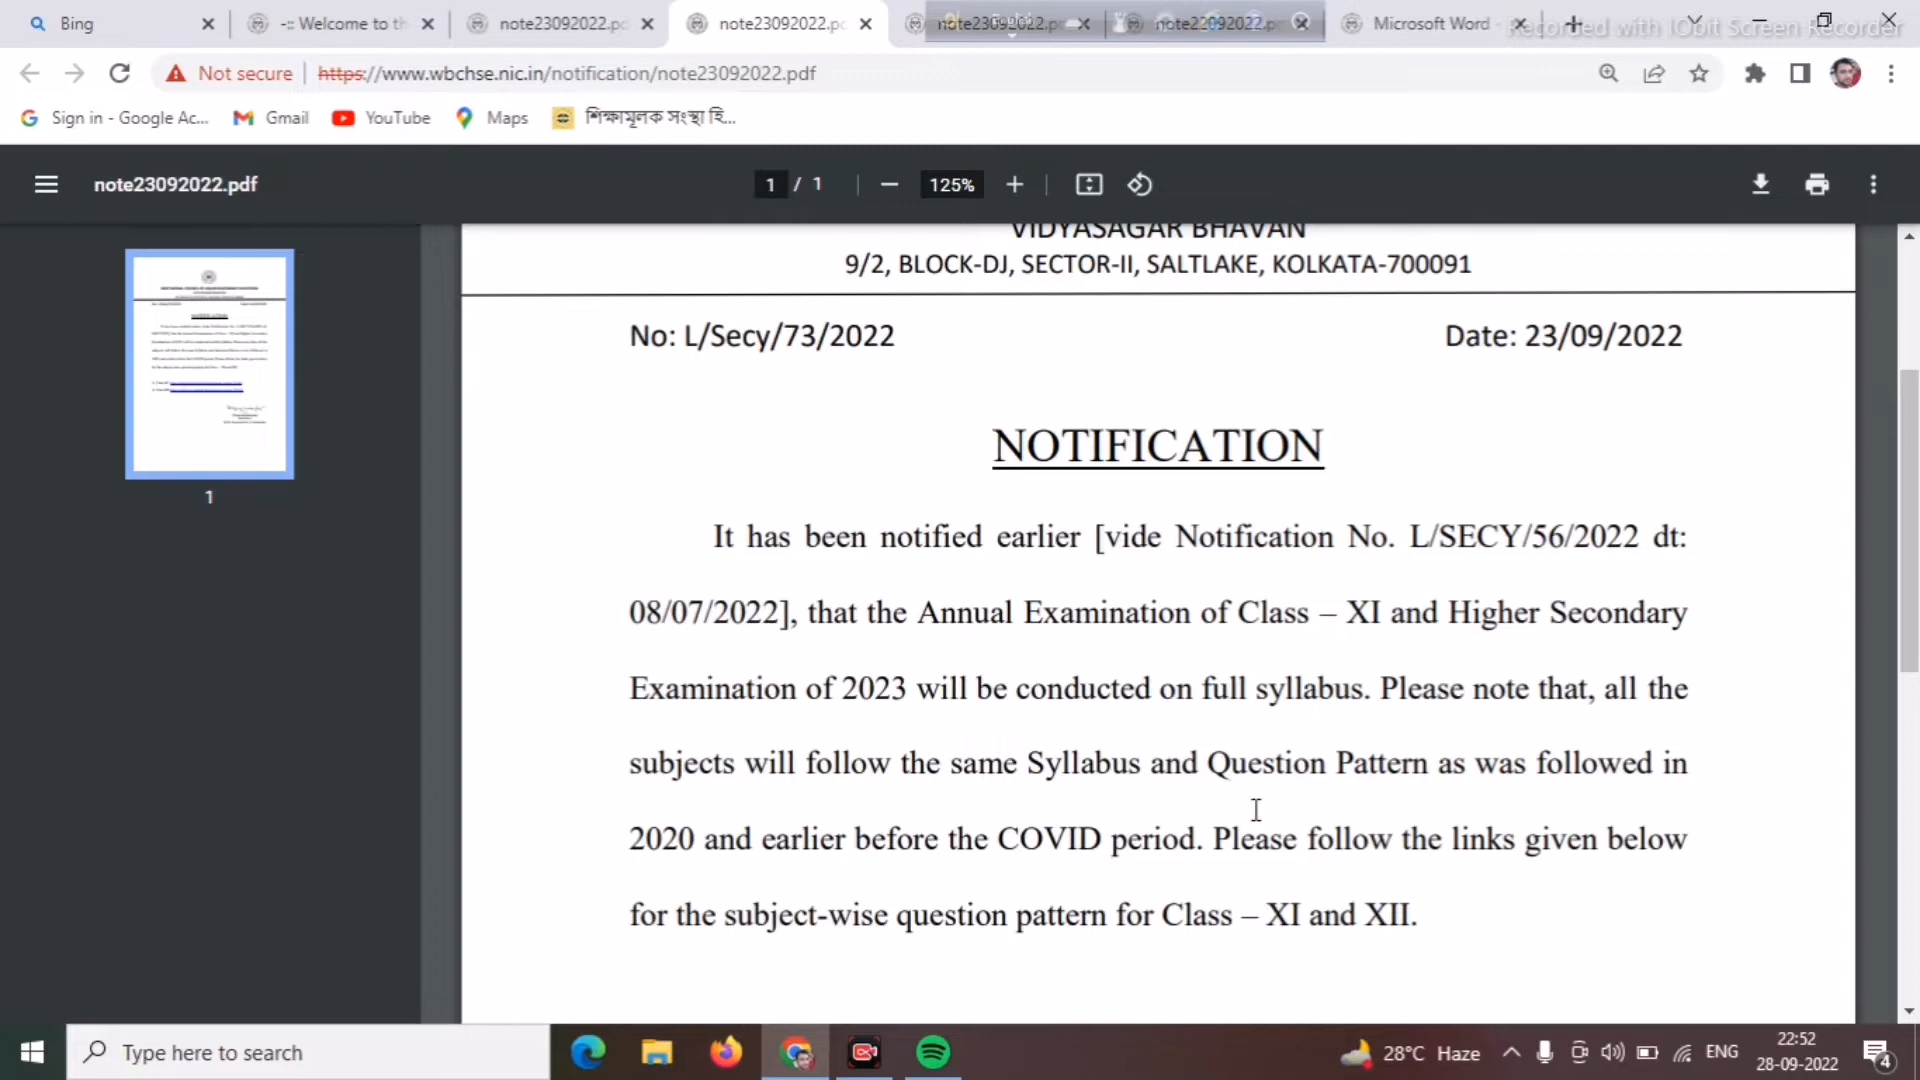 Bing
-:: Welcome to th
note23092022.pd
note23092022.pd
note23092022.p
note22092022.p
Microsoft Word -
Recorded with IObit Screen Recorder
Not secure
https://www.wbchse.nic.in/notification/note23092022.pdf
Sign in - Google Ac...
Gmail
YouTube
Maps
শিক্ষামূলক সংস্থা হি...
note23092022.pdf
1 / 1
125%
VIDYASAGAR BHAVAN
9/2, BLOCK-DJ, SECTOR-II, SALTLAKE, KOLKATA-700091
No: L/Secy/73/2022
Date: 23/09/2022
NOTIFICATION
It has been notified earlier [vide Notification No. L/SECY/56/2022 dt:
08/07/2022], that the Annual Examination of Class – XI and Higher Secondary
Examination of 2023 will be conducted on full syllabus. Please note that, all the
subjects will follow the same Syllabus and Question Pattern as was followed in
2020 and earlier before the COVID period. Please follow the links given below
for the subject-wise question pattern for Class – XI and XII.
1
Type here to search
28°C Haze
ENG
22:52
28-09-2022
4